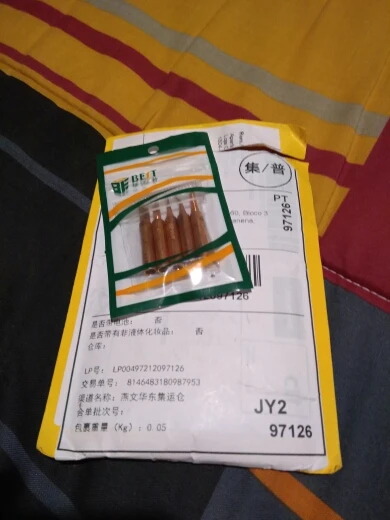 集/普
PT
97126
BEST
097126
是否带电池: 否
是否带有非液体化妆品: 否
仓库:
LP号: LP00497212097126
交易单号: 8146483180987953
渠道名称: 燕文华东集运仓
合单批次号:
包裹重量 (Kg): 0.05
JY2
97126